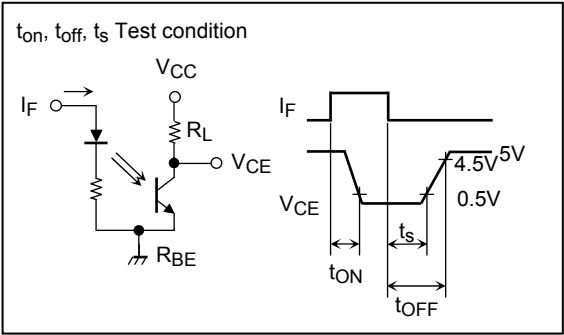 ton, toff, ts Test condition
VCC
IF
RL
VCE
RBE
IF
5V
4.5V
VCE
0.5V
ts
tON
tOFF